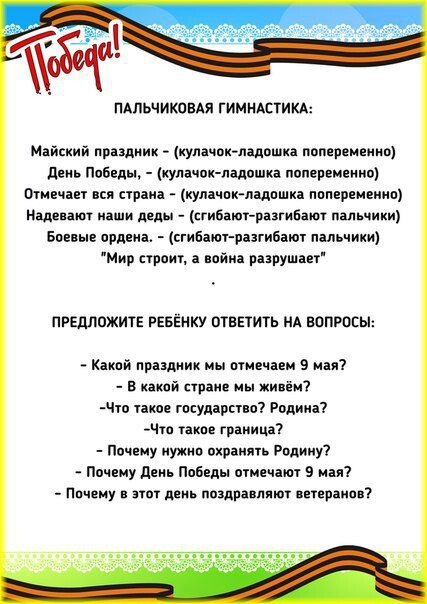 Победа!
ПАЛЬЧИКОВАЯ ГИМНАСТИКА:
Майский праздник - (кулачок-ладошка попеременно)
День Победы, - (кулачок-ладошка попеременно)
Отмечает вся страна - (кулачок-ладошка попеременно)
Надевают наши деды - (сгибают-разгибают пальчики)
Боевые ордена. - (сгибают-разгибают пальчики)
"Мир строит, а война разрушает"
.
ПРЕДЛОЖИТЕ РЕБЁНКУ ОТВЕТИТЬ НА ВОПРОСЫ:
- Какой праздник мы отмечаем 9 мая?
- В какой стране мы живём?
-Что такое государство? Родина?
-Что такое граница?
- Почему нужно охранять Родину?
- Почему День Победы отмечают 9 мая?
- Почему в этот день поздравляют ветеранов?